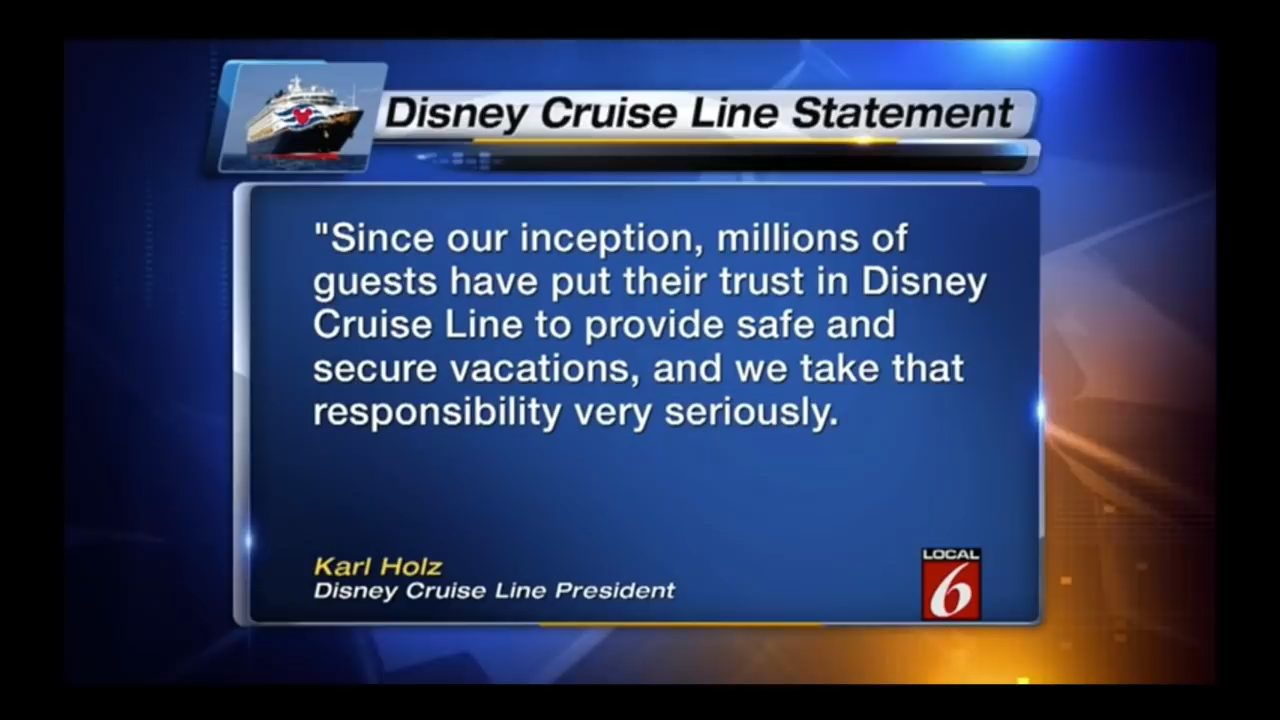 Disney Cruise Line Statement
"Since our inception, millions of
guests have put their trust in Disney
Cruise Line to provide safe and
secure vacations, and we take that
responsibility very seriously.
Karl Holz
Disney Cruise Line President
LOCAL
6